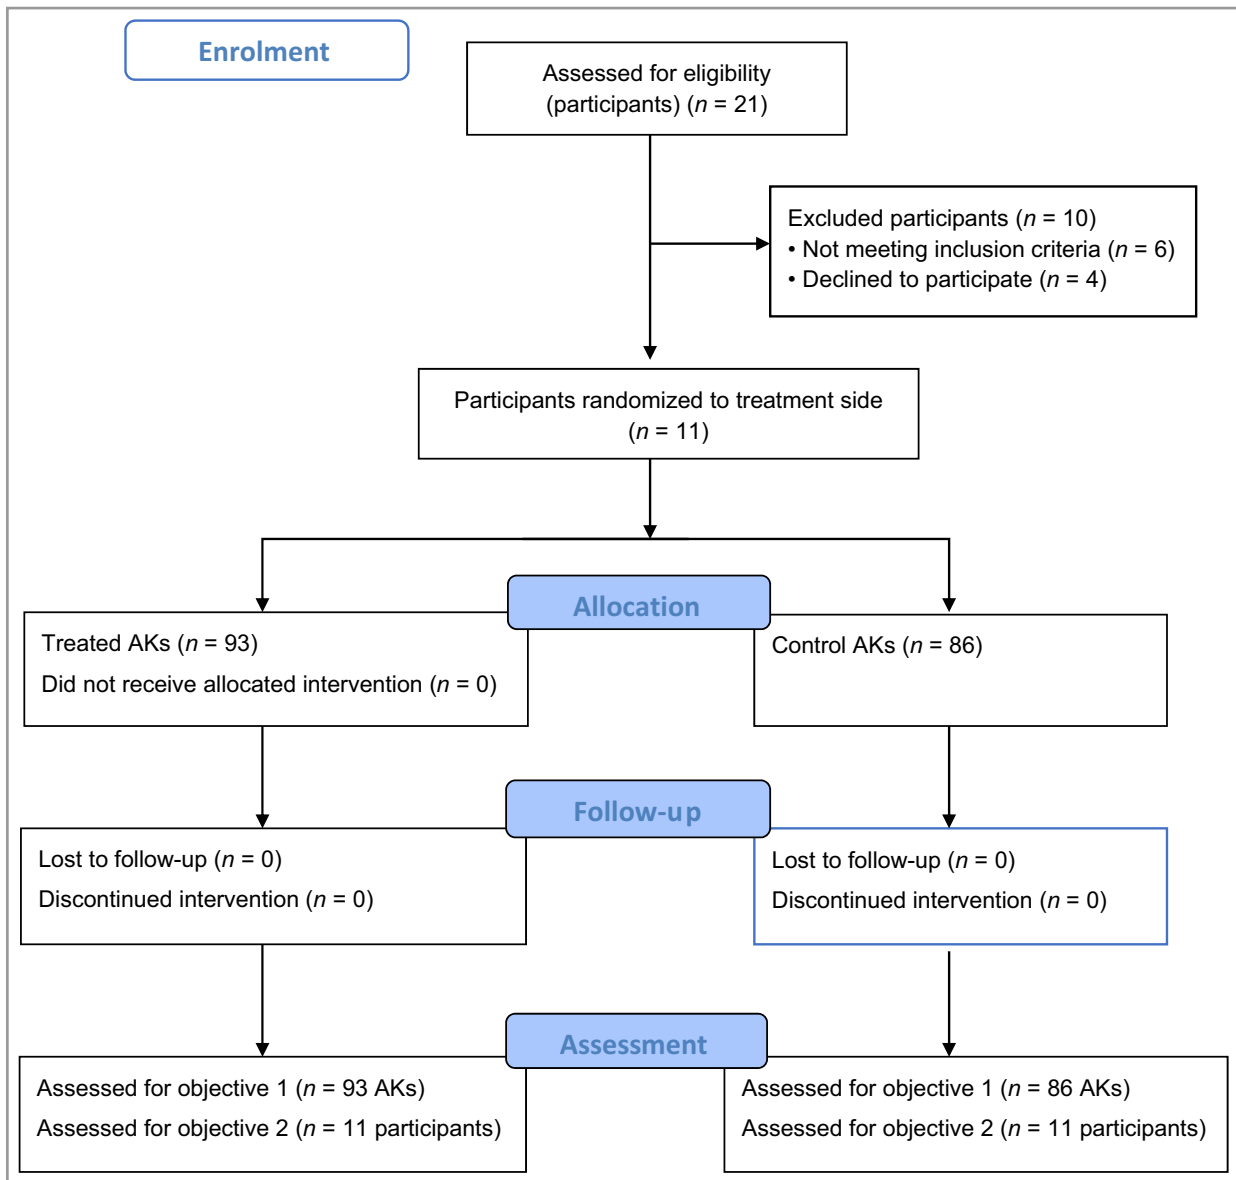 Enrolment
Assessed for eligibility
(participants) (n = 21)
Excluded participants (n = 10)
• Not meeting inclusion criteria (n = 6)
• Declined to participate (n = 4)
Participants randomized to treatment side
(n = 11)
Allocation
Treated AKs (n = 93)
Did not receive allocated intervention (n = 0)
Control AKs (n = 86)
Follow-up
Lost to follow-up (n = 0)
Discontinued intervention (n = 0)
Lost to follow-up (n = 0)
Discontinued intervention (n = 0)
Assessment
Assessed for objective 1 (n = 93 AKs)
Assessed for objective 2 (n = 11 participants)
Assessed for objective 1 (n = 86 AKs)
Assessed for objective 2 (n = 11 participants)